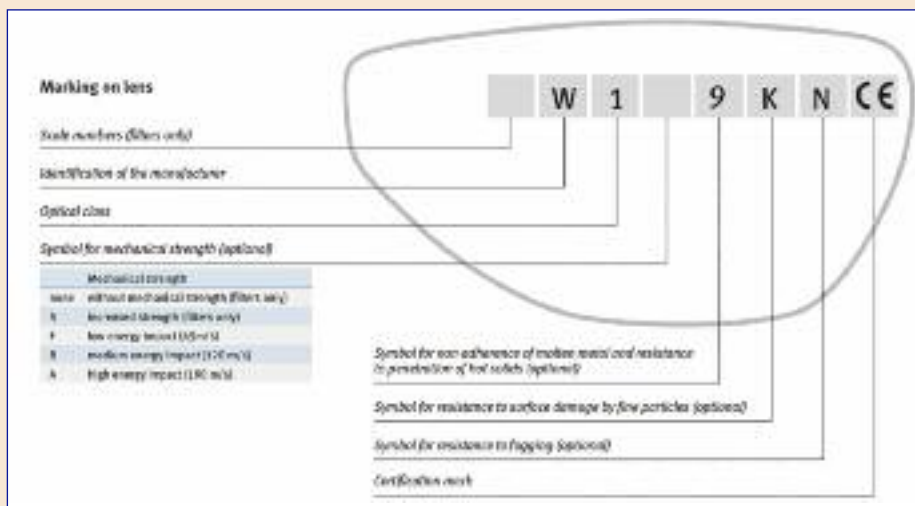 Marking on lens
W 1 9 K N CE
Scale numbers (filters only)
Identification of the manufacturer
Optical class
Symbol for mechanical strength (optional)
Mechanical strength
none without mechanical strength (filters only)
S increased strength (filters only)
F low energy impact (45 m/s)
B medium energy impact (120 m/s)
A high energy impact (190 m/s)
Symbol for non-adherence of molten metal and resistance
to penetration of hot solids (optional)
Symbol for resistance to surface damage by fine particles (optional)
Symbol for resistance to fogging (optional)
Certification mark